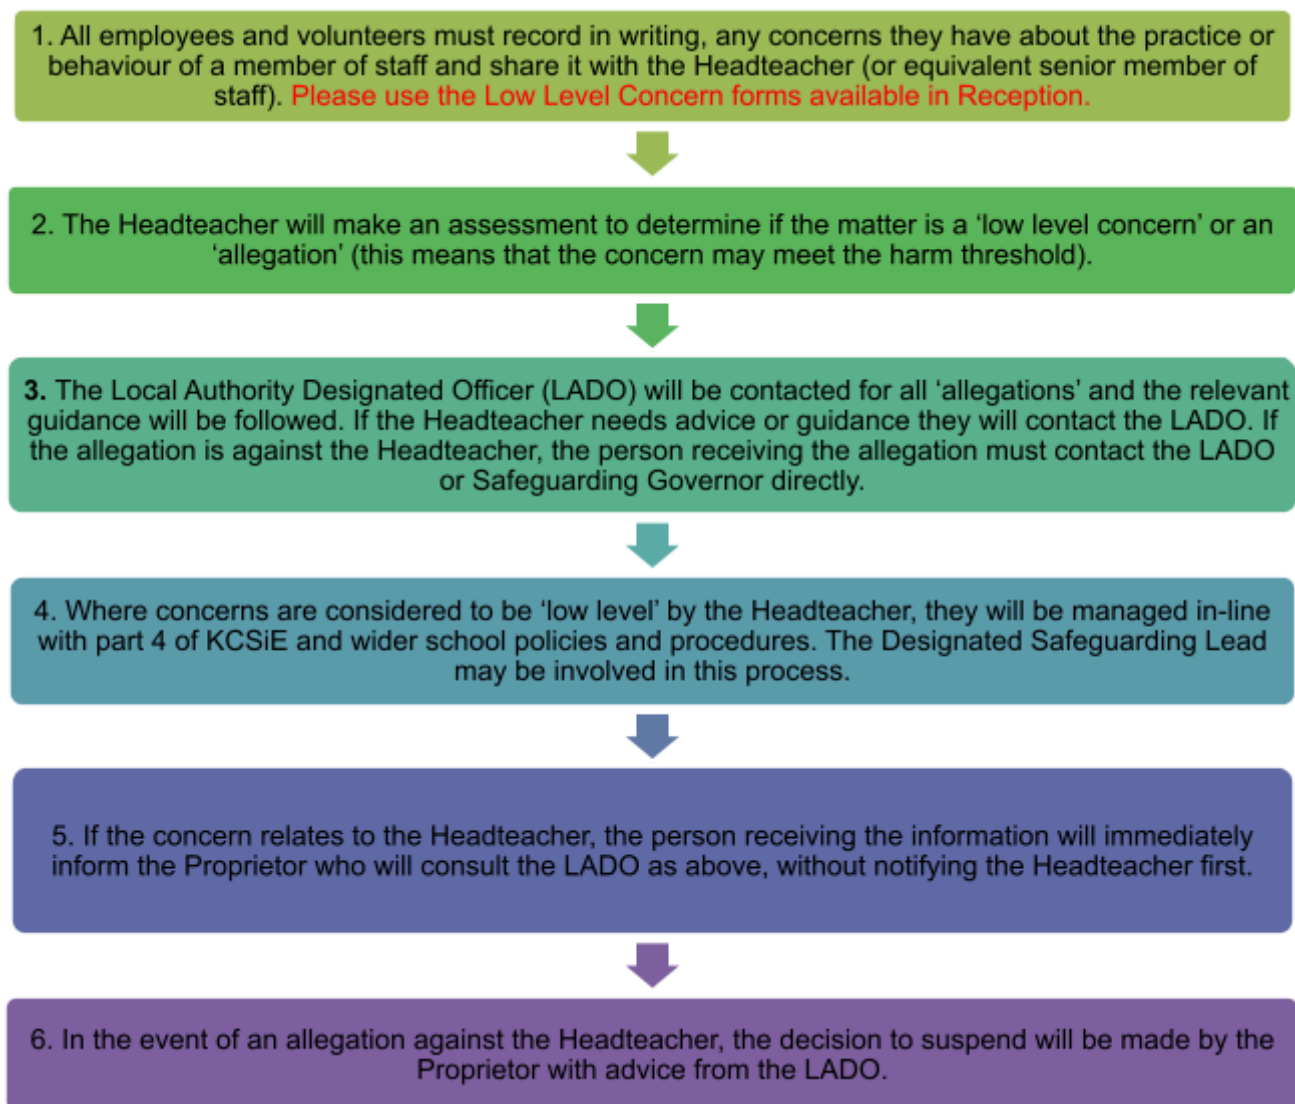 1. All employees and volunteers must record in writing, any concerns they have about the practice or
behaviour of a member of staff and share it with the Headteacher (or equivalent senior member of
staff). Please use the Low Level Concern forms available in Reception.
2. The Headteacher will make an assessment to determine if the matter is a ‘low level concern’ or an
‘allegation’ (this means that the concern may meet the harm threshold).
3. The Local Authority Designated Officer (LADO) will be contacted for all ‘allegations’ and the relevant
guidance will be followed. If the Headteacher needs advice or guidance they will contact the LADO. If
the allegation is against the Headteacher, the person receiving the allegation must contact the LADO
or Safeguarding Governor directly.
4. Where concerns are considered to be ‘low level’ by the Headteacher, they will be managed in-line
with part 4 of KCSiE and wider school policies and procedures. The Designated Safeguarding Lead
may be involved in this process.
5. If the concern relates to the Headteacher, the person receiving the information will immediately
inform the Proprietor who will consult the LADO as above, without notifying the Headteacher first.
6. In the event of an allegation against the Headteacher, the decision to suspend will be made by the
Proprietor with advice from the LADO.